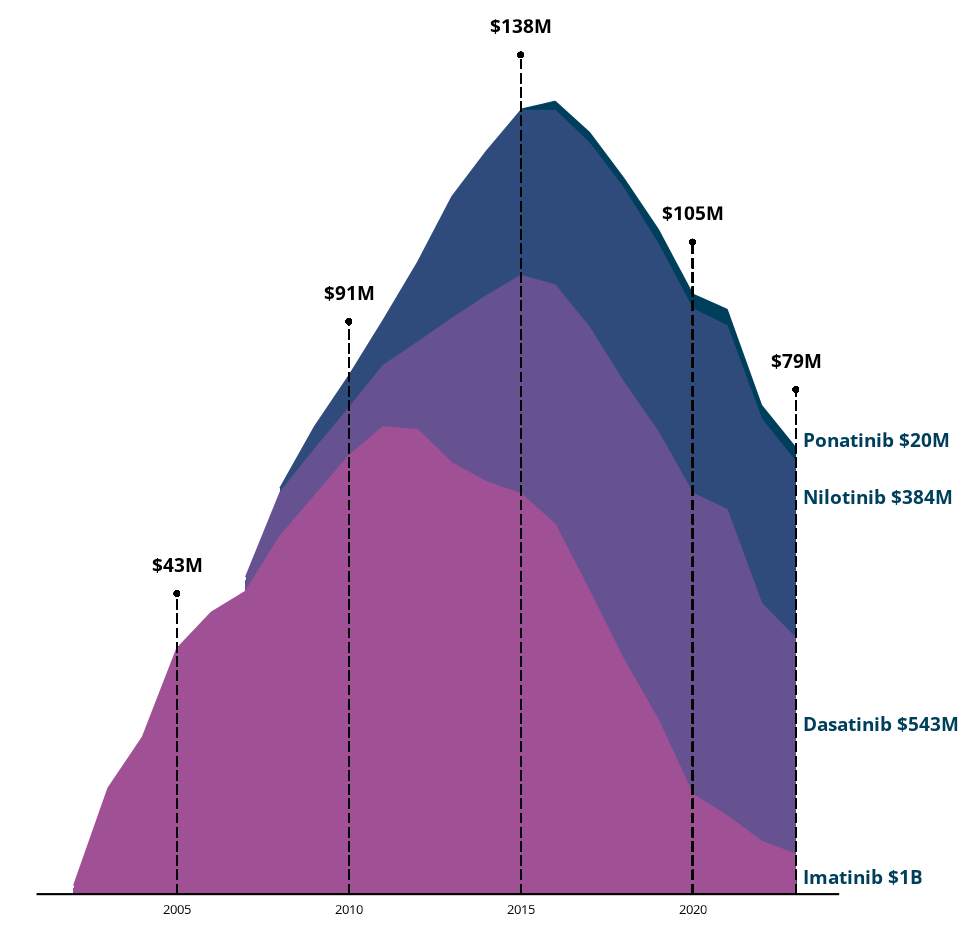 $138M
$105M
$91M
$79M
Ponatinib $20M
Nilotinib $384M
$43M
Dasatinib $543M
Imatinib $1B
2005
2010
2015
2020